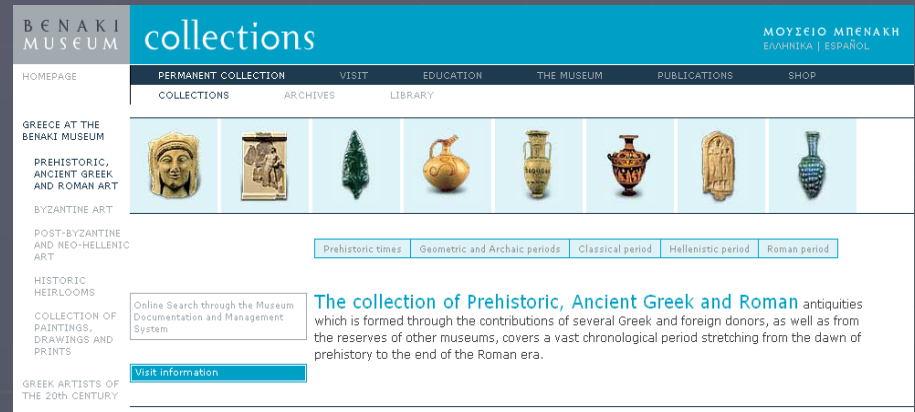 BENAKI
MUSEUM
collections
ΜΟΥΣΕΙΟ ΜΠΕΝΑΚΗ
ΕΛΛΗΝΙΚΑ | ESPAÑOL
HOMEPAGE
PERMANENT COLLECTION VISIT EDUCATION THE MUSEUM PUBLICATIONS SHOP
COLLECTIONS ARCHIVES LIBRARY
GREECE AT THE
BENAKI MUSEUM
PREHISTORIC,
ANCIENT GREEK
AND ROMAN ART
BYZANTINE ART
POST-BYZANTINE
AND NEO-HELLENIC
ART
HISTORIC
HEIRLOOMS
COLLECTION OF
PAINTINGS,
DRAWINGS AND
PRINTS
GREEK ARTISTS OF
THE 20th CENTURY
Prehistoric times Geometric and Archaic periods Classical period Hellenistic period Roman period
Online Search through the Museum
Documentation and Management
System
Visit information
The collection of Prehistoric, Ancient Greek and Roman antiquities
which is formed through the contributions of several Greek and foreign donors, as well as from
the reserves of other museums, covers a vast chronological period stretching from the dawn of
prehistory to the end of the Roman era.